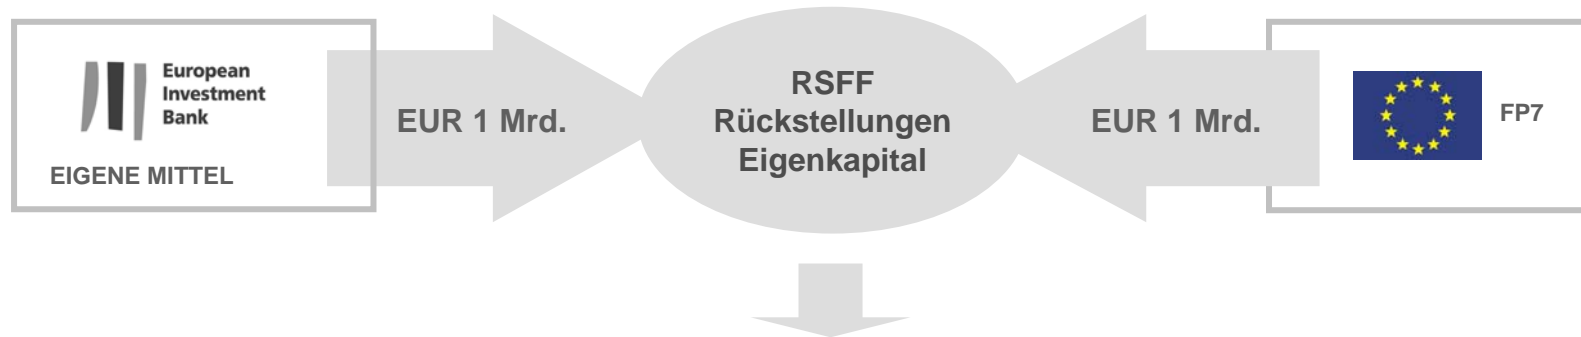 European
Investment
Bank
EIGENE MITTEL
EUR 1 Mrd.
RSFF
Rückstellungen
Eigenkapital
EUR 1 Mrd.
FP7